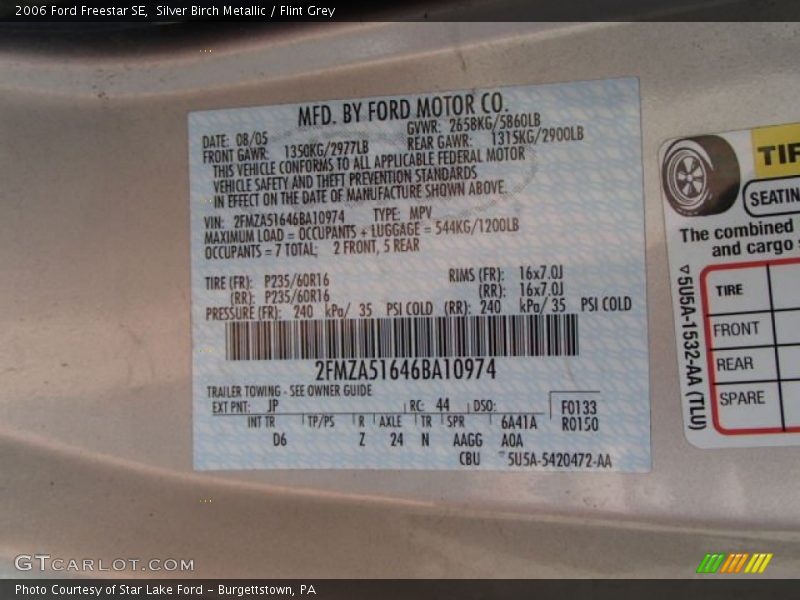 2006 Ford Freestar SE,  Silver Birch Metallic / Flint Grey
MFD. BY FORD MOTOR CO.
DATE: 08/05
GVWR: 2658KG/5860LB
FRONT GAWR: 1350KG/2977LB
REAR GAWR: 1315KG/2900LB
THIS VEHICLE CONFORMS TO ALL APPLICABLE FEDERAL MOTOR
VEHICLE SAFETY AND THEFT PREVENTION STANDARDS
IN EFFECT ON THE DATE OF MANUFACTURE SHOWN ABOVE.
VIN: 2FMZA51646BA10974 TYPE: MPV
MAXIMUM LOAD = OCCUPANTS + LUGGAGE = 544KG/1200LB
OCCUPANTS = 7 TOTAL; 2 FRONT, 5 REAR
TIRE (FR): P235/60R16 RIMS (FR): 16x7.0J
(RR): P235/60R16 (RR): 16x7.0J
PRESSURE (FR): 240 kPa/ 35 PSI COLD (RR): 240 kPa/ 35 PSI COLD
2FMZA51646BA10974
TRAILER TOWING - SEE OWNER GUIDE
EXT PNT: JP RC: 44 DSO: F0133
INT TR TP/PS R AXLE TR SPR 6A41A R0150
D6 Z 24 N AAGG A0A
CBU 5U5A-5420472-AA
TIR
SEATIN
The combined
and cargo s
TIRE
FRONT
REAR
SPARE
▽5U5A-1532-AA (TLU)
GTCARLOT.COM
Photo Courtesy of Star Lake Ford - Burgettstown, PA